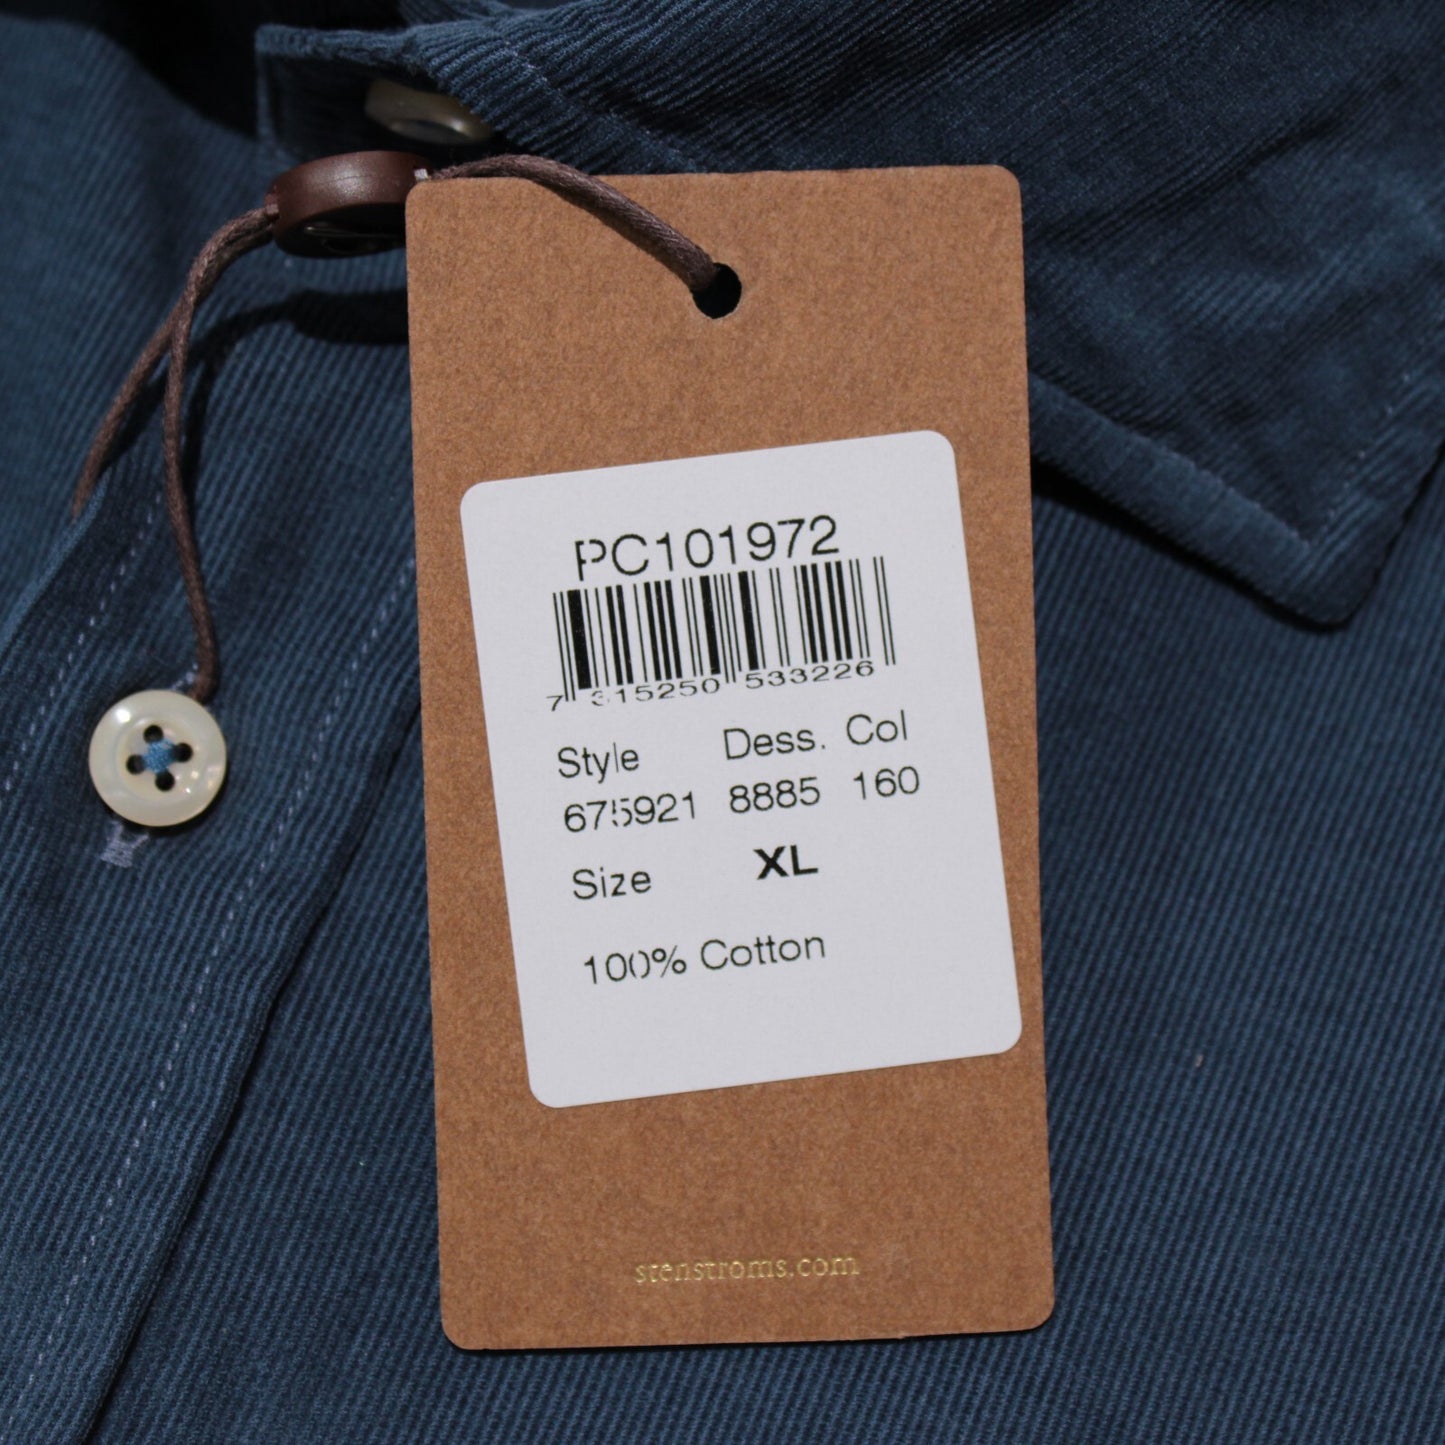 PC101972
7 315250 533226
Style Dess. Col
675921 8885 160
Size XL
100% Cotton
stenstroms.com